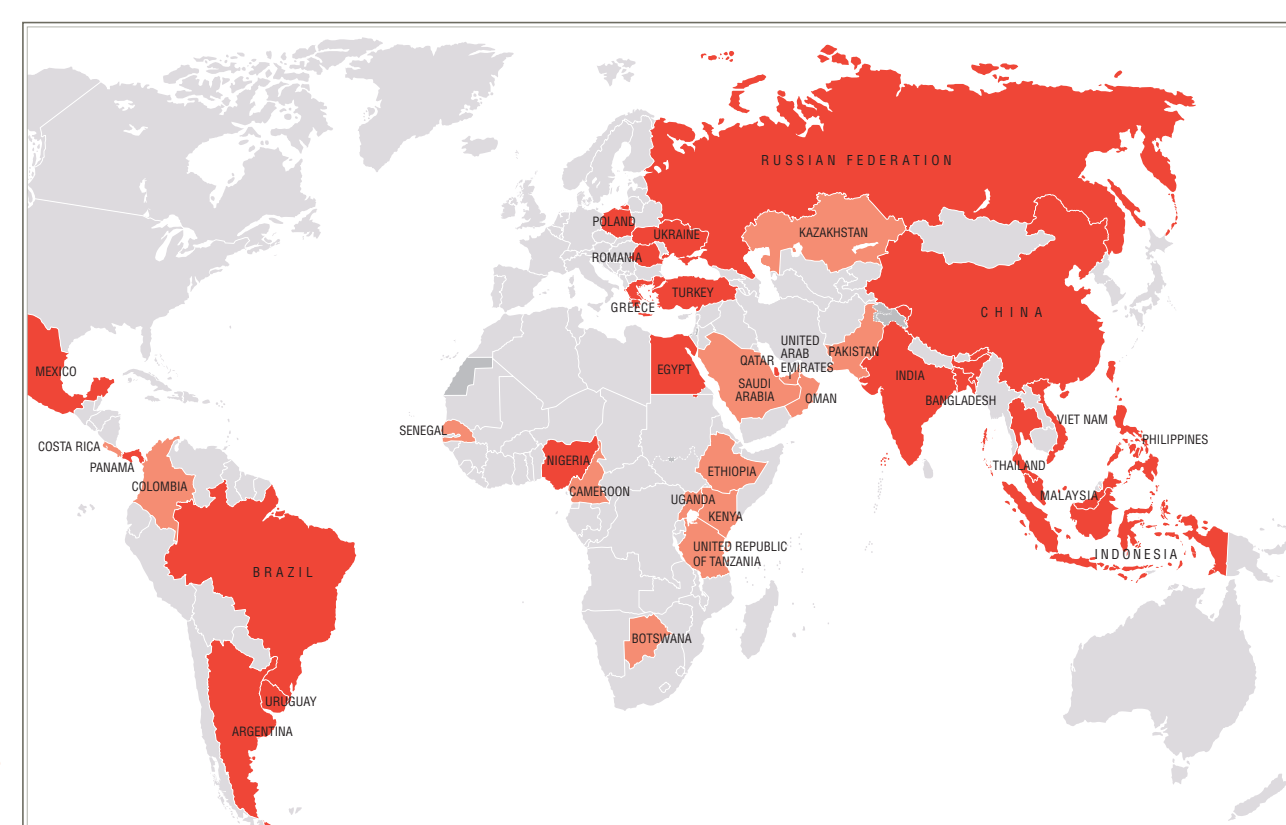 RUSSIAN FEDERATION
POLAND
UKRAINE
KAZAKHSTAN
ROMANIA
TURKEY
GREECE
CHINA
MEXICO
EGYPT
QATAR
UNITED
ARAB
EMIRATES
PAKISTAN
SAUDI
ARABIA
OMAN
INDIA
BANGLADESH
VIET NAM
PHILIPPINES
SENEGAL
COSTA RICA
PANAMA
COLOMBIA
NIGERIA
CAMEROON
ETHIOPIA
UGANDA
KENYA
THAILAND
MALAYSIA
UNITED REPUBLIC
OF TANZANIA
INDONESIA
BRAZIL
BOTSWANA
URUGUAY
ARGENTINA